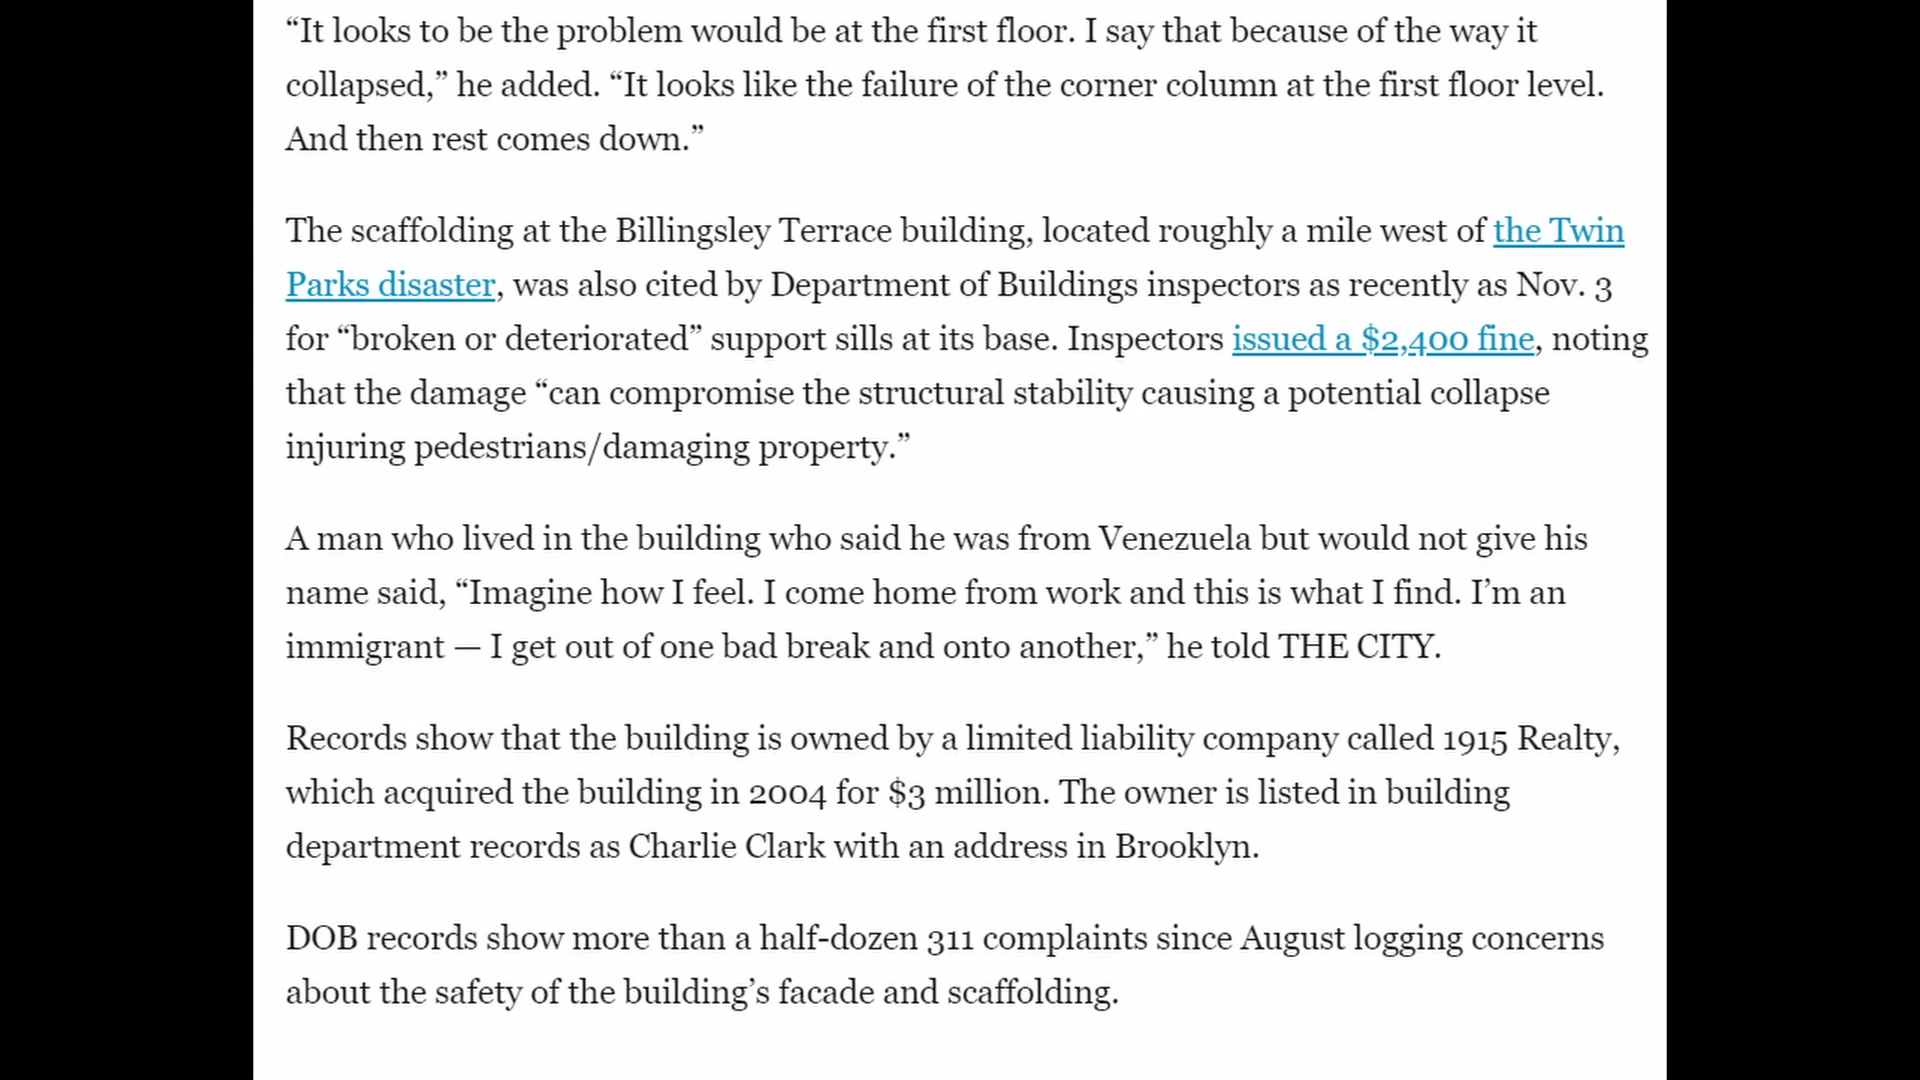 “It looks to be the problem would be at the first floor. I say that because of the way it
collapsed,” he added. “It looks like the failure of the corner column at the first floor level.
And then rest comes down.”
The scaffolding at the Billingsley Terrace building, located roughly a mile west of the Twin
Parks disaster, was also cited by Department of Buildings inspectors as recently as Nov. 3
for “broken or deteriorated” support sills at its base. Inspectors issued a $2,400 fine, noting
that the damage “can compromise the structural stability causing a potential collapse
injuring pedestrians/damaging property.”
A man who lived in the building who said he was from Venezuela but would not give his
name said, “Imagine how I feel. I come home from work and this is what I find. I’m an
immigrant — I get out of one bad break and onto another,” he told THE CITY.
Records show that the building is owned by a limited liability company called 1915 Realty,
which acquired the building in 2004 for $3 million. The owner is listed in building
department records as Charlie Clark with an address in Brooklyn.
DOB records show more than a half-dozen 311 complaints since August logging concerns
about the safety of the building’s facade and scaffolding.